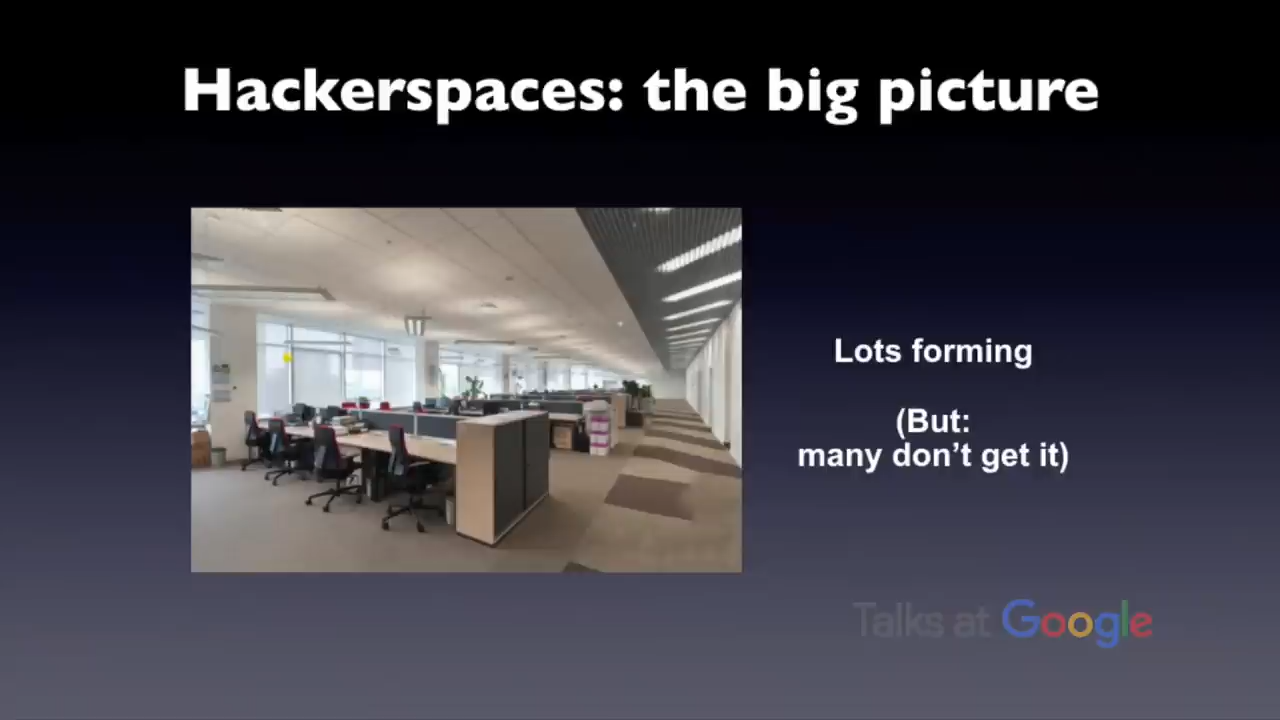 Hackerspaces: the big picture
Lots forming
(But:
many don’t get it)
Talks at Google